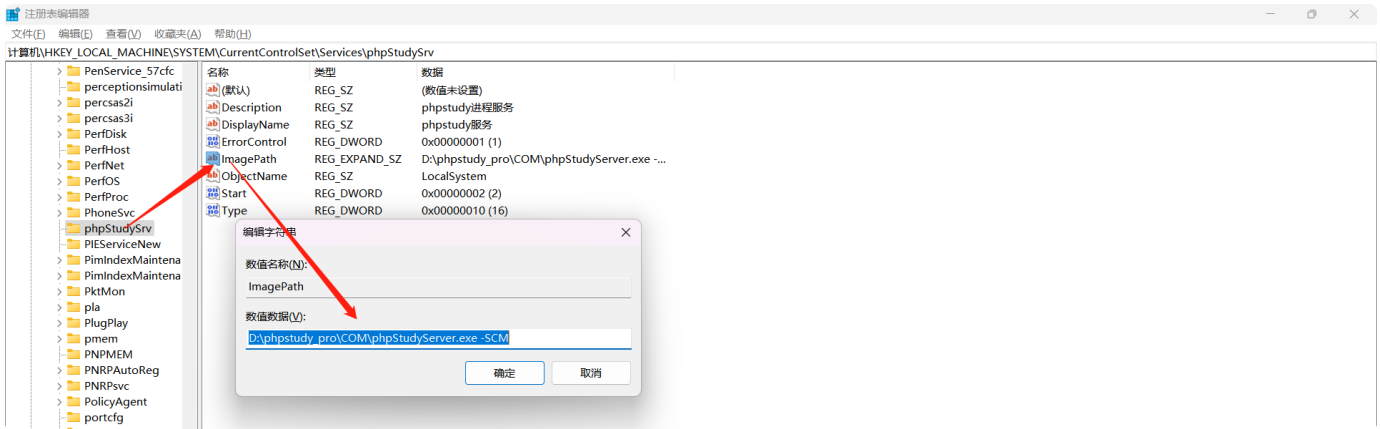 注册表编辑器
文件(F) 编辑(E) 查看(V) 收藏夹(A) 帮助(H)
计算机\HKEY_LOCAL_MACHINE\SYSTEM\CurrentControlSet\Services\phpStudySrv
PenService_57cfc
perceptionsimulati
percsas2i
percsas3i
PerfDisk
PerfHost
PerfNet
PerfOS
PerfProc
PhoneSvc
phpStudySrv
PIEServiceNew
PimIndexMaintena
PimIndexMaintena
PktMon
pla
PlugPlay
pmem
PNPMEM
PNRPAutoReg
PNRPsvc
PolicyAgent
portcfg
名称 类型 数据
(默认) REG_SZ (数值未设置)
Description REG_SZ phpstudy进程服务
DisplayName REG_SZ phpstudy服务
ErrorControl REG_DWORD 0x00000001 (1)
ImagePath REG_EXPAND_SZ D:\phpstudy_pro\COM\phpStudyServer.exe -...
ObjectName REG_SZ LocalSystem
Start REG_DWORD 0x00000002 (2)
Type REG_DWORD 0x00000010 (16)
编辑字符串
数值名称(N):
ImagePath
数值数据(V):
D:\phpstudy_pro\COM\phpStudyServer.exe -SCM
确定 取消